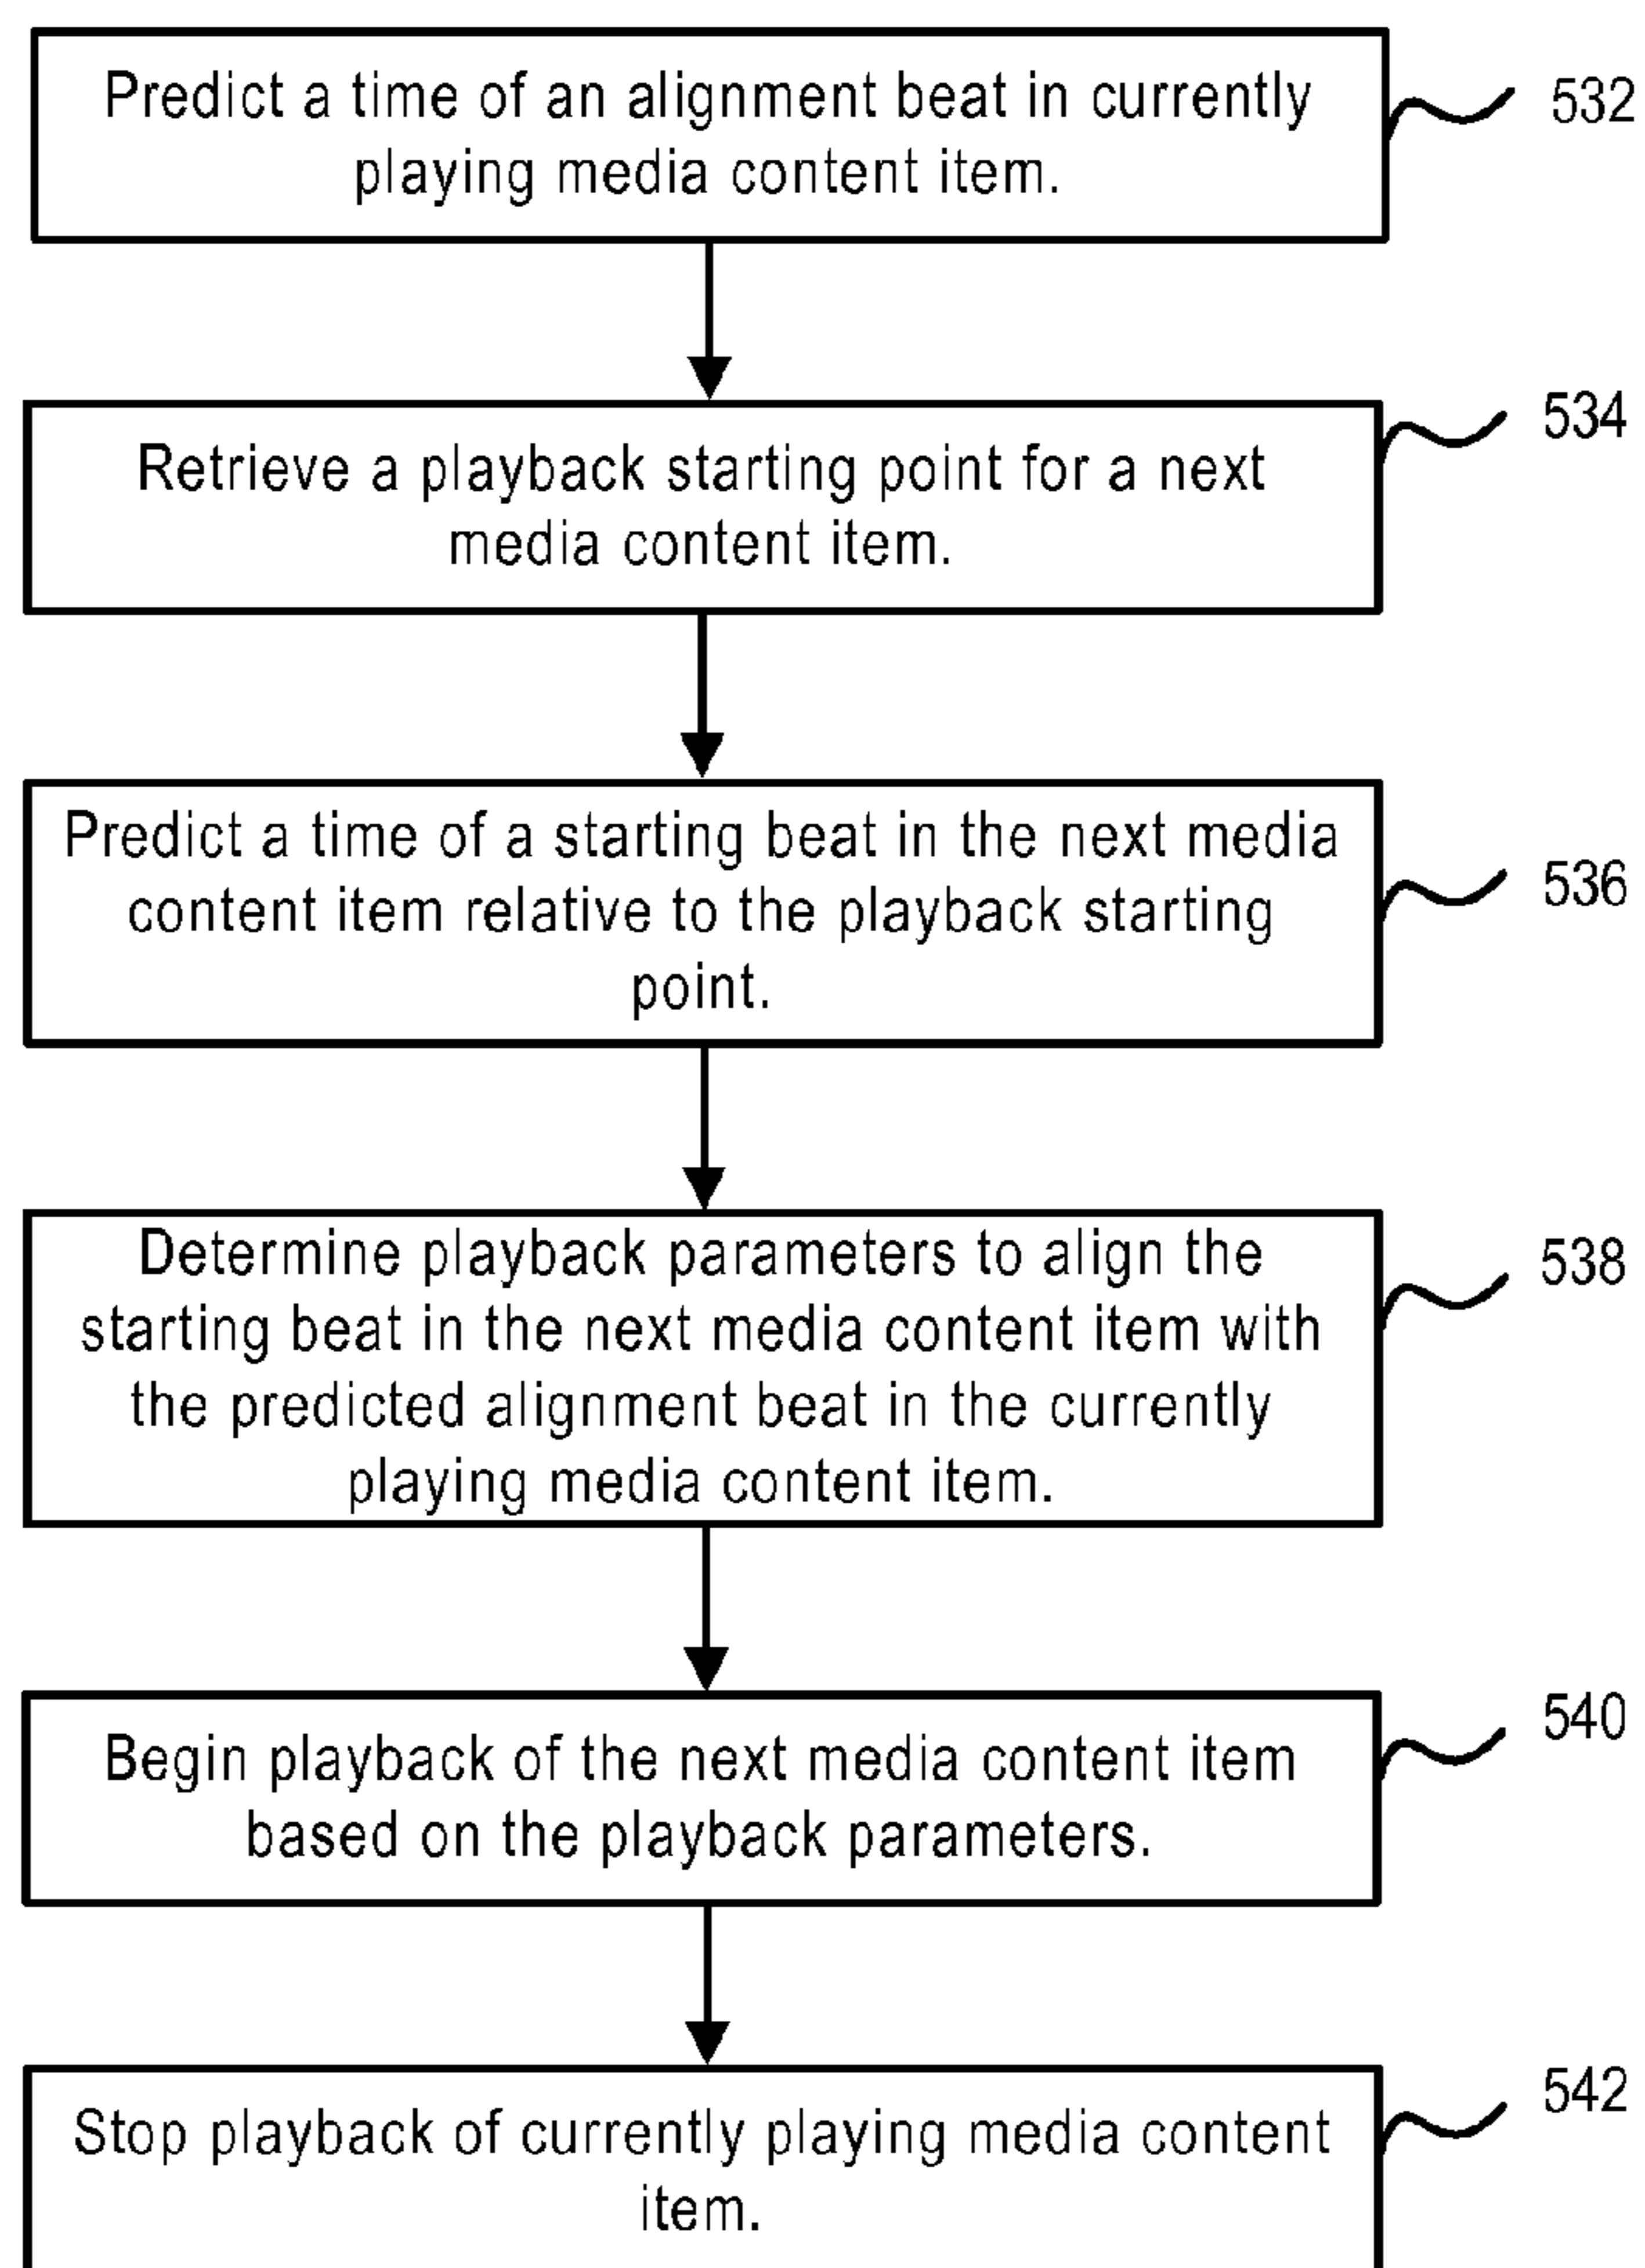 Predict a time of an alignment beat in currently
playing media content item.
532
Retrieve a playback starting point for a next
media content item.
534
Predict a time of a starting beat in the next media
content item relative to the playback starting
point.
536
Determine playback parameters to align the
starting beat in the next media content item with
the predicted alignment beat in the currently
playing media content item.
538
Begin playback of the next media content item
based on the playback parameters.
540
Stop playback of currently playing media content
item.
542